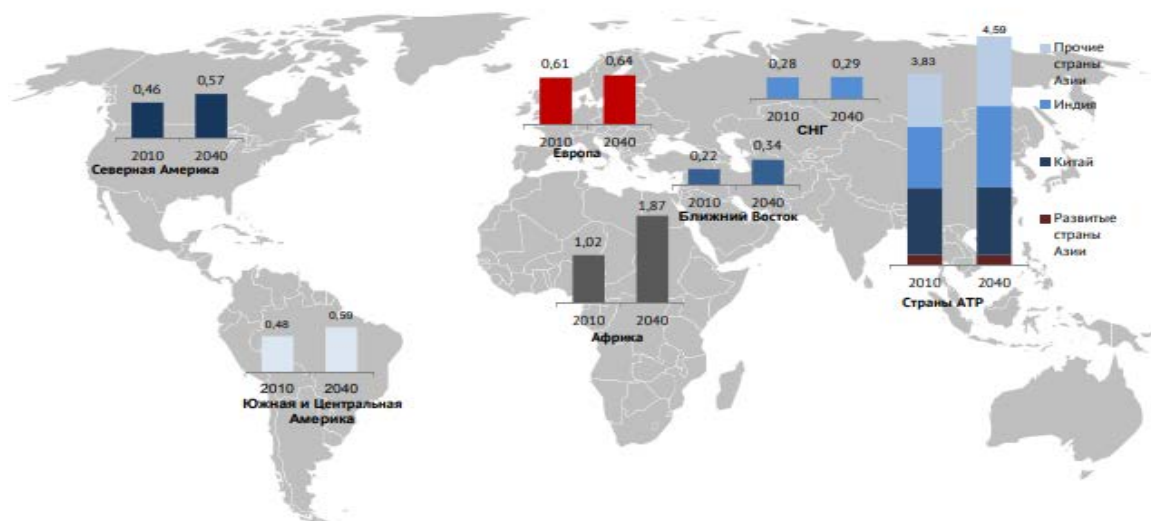 0,46
0,57
2010 2040
Северная Америка
0,48
0,59
2010 2040
Южная и Центральная
Америка
0,61
0,64
2010 2040
Европа
0,28
0,29
2010 2040
СНГ
0,22
0,34
2010 2040
Ближний Восток
1,02
1,87
2010 2040
Африка
3,83
4,59
2010 2040
Страны АТР
Прочие
страны
Азии
Индия
Китай
Развитые
страны
Азии